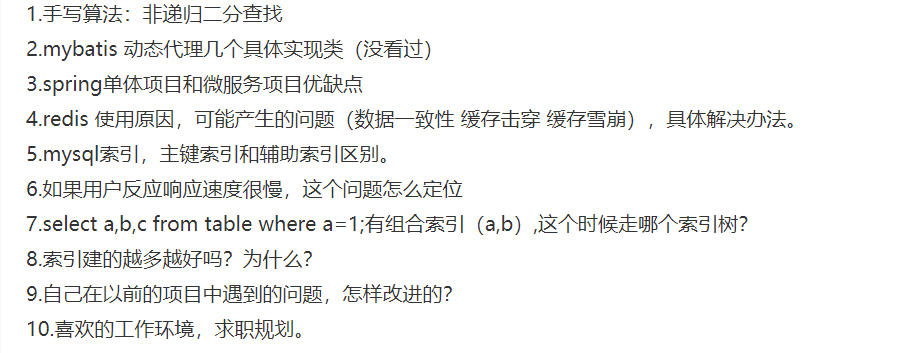 1.手写算法：非递归二分查找
2.mybatis 动态代理几个具体实现类（没看过）
3.spring单体项目和微服务项目优缺点
4.redis 使用原因，可能产生的问题（数据一致性 缓存击穿 缓存雪崩），具体解决办法。
5.mysql索引，主键索引和辅助索引区别。
6.如果用户反应响应速度很慢，这个问题怎么定位
7.select a,b,c from table where a=1;有组合索引（a,b）,这个时候走哪个索引树？
8.索引建的越多越好吗？为什么？
9.自己在以前的项目中遇到的问题，怎样改进的？
10.喜欢的工作环境，求职规划。